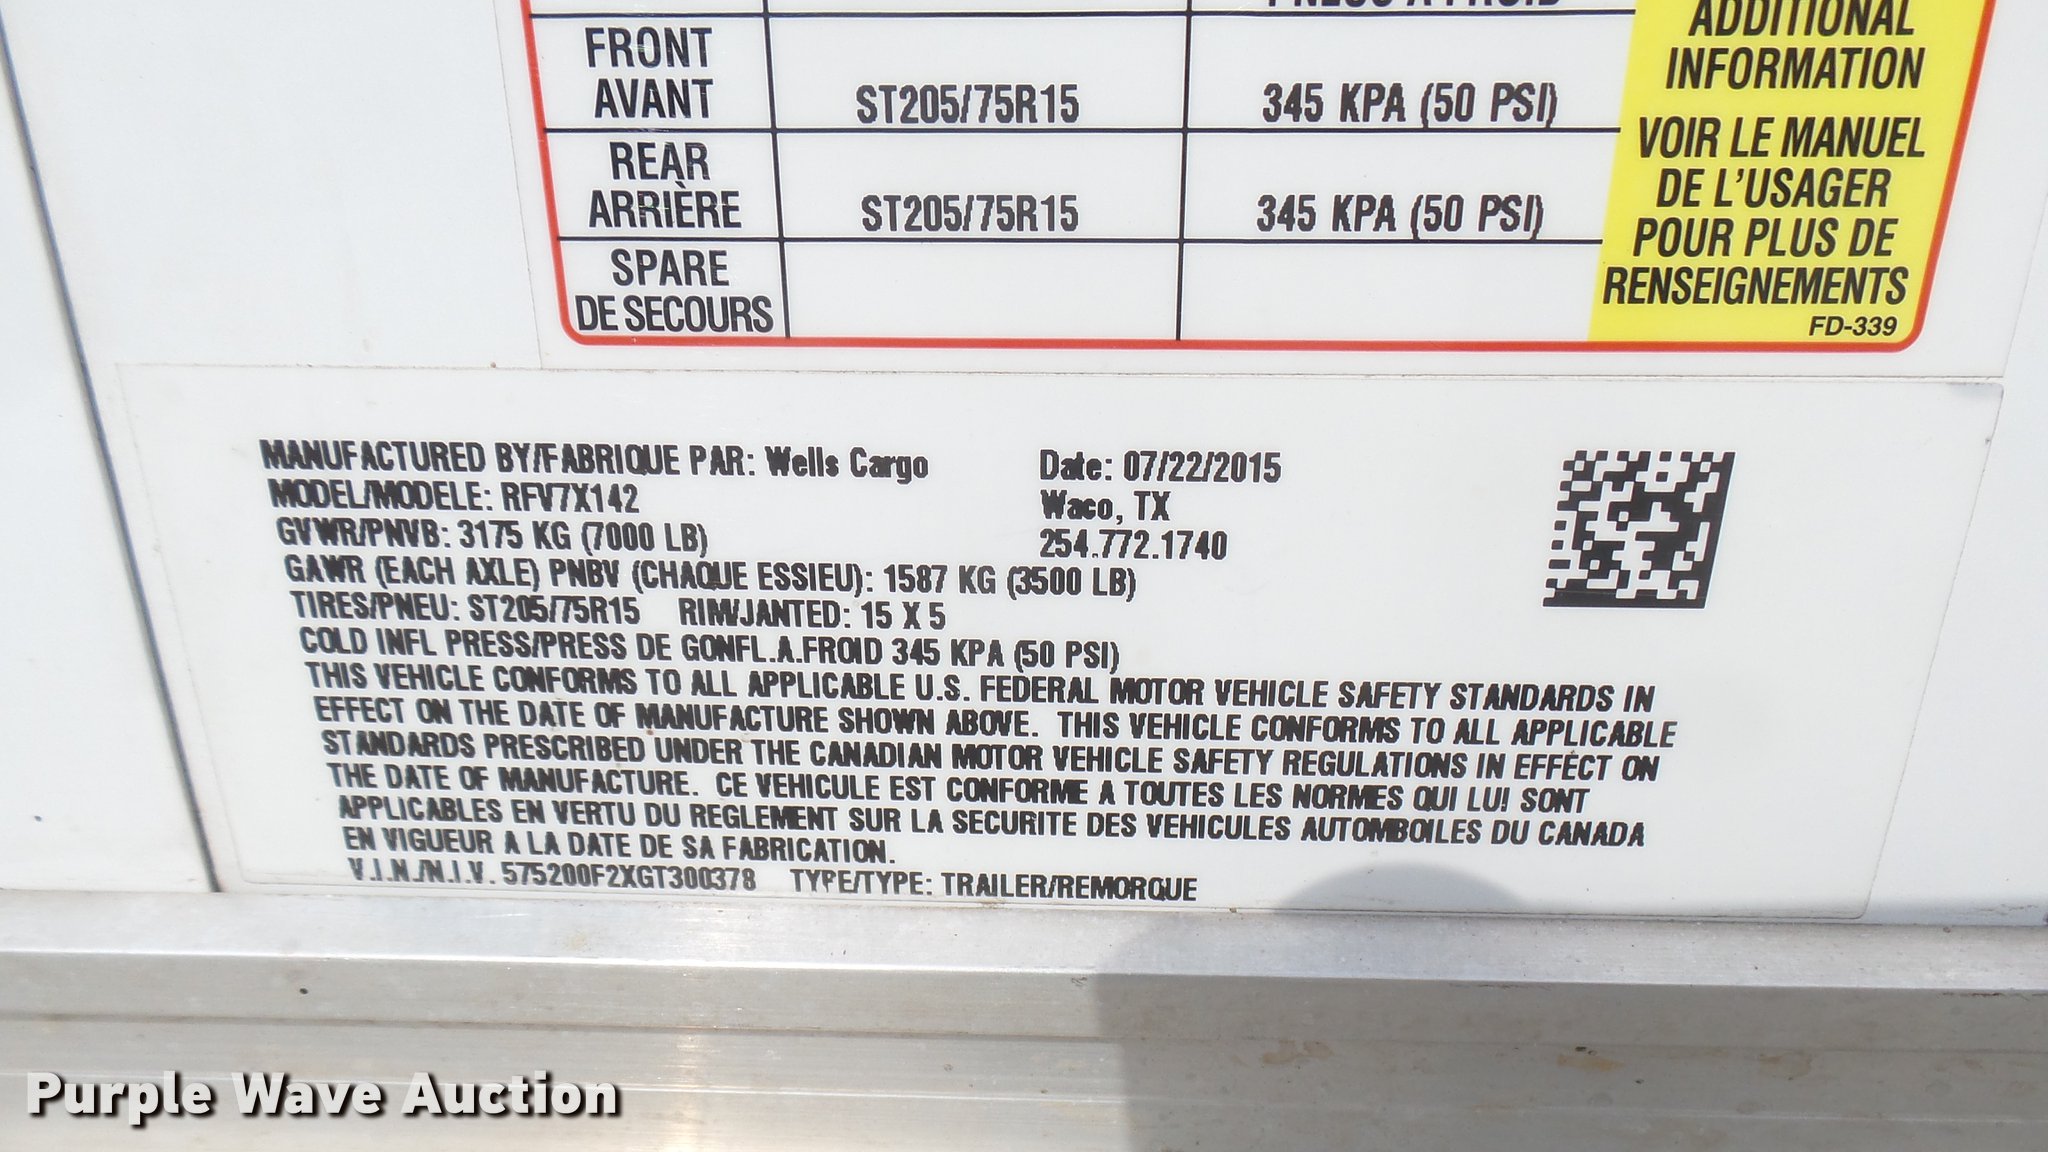 FRONT
AVANT
ST205/75R15
345 KPA (50 PSI)
REAR
ARRIÈRE
ST205/75R15
345 KPA (50 PSI)
SPARE
DE SECOURS
ADDITIONAL
INFORMATION
VOIR LE MANUEL
DE L'USAGER
POUR PLUS DE
RENSEIGNEMENTS
FD-339
MANUFACTURED BY/FABRIQUE PAR: Wells Cargo
Date: 07/22/2015
MODEL/MODELE: RFV7X142
Waco, TX
GVWR/PNVB: 3175 KG (7000 LB)
254.772.1740
GAWR (EACH AXLE) PNBV (CHAQUE ESSIEU): 1587 KG (3500 LB)
TIRES/PNEU: ST205/75R15 RIM/JANTED: 15 X 5
COLD INFL PRESS/PRESS DE GONFL.A.FROID 345 KPA (50 PSI)
THIS VEHICLE CONFORMS TO ALL APPLICABLE U.S. FEDERAL MOTOR VEHICLE SAFETY STANDARDS IN
EFFECT ON THE DATE OF MANUFACTURE SHOWN ABOVE. THIS VEHICLE CONFORMS TO ALL APPLICABLE
STANDARDS PRESCRIBED UNDER THE CANADIAN MOTOR VEHICLE SAFETY REGULATIONS IN EFFECT ON
THE DATE OF MANUFACTURE. CE VEHICULE EST CONFORME A TOUTES LES NORMES QUI LUI SONT
APPLICABLES EN VERTU DU REGLEMENT SUR LA SECURITE DES VEHICULES AUTOMBOILES DU CANADA
EN VIGUEUR A LA DATE DE SA FABRICATION.
V.I.N./N.I.V. 575200F2XGT300378 TYPE/TYPE: TRAILER/REMORQUE
Purple Wave Auction